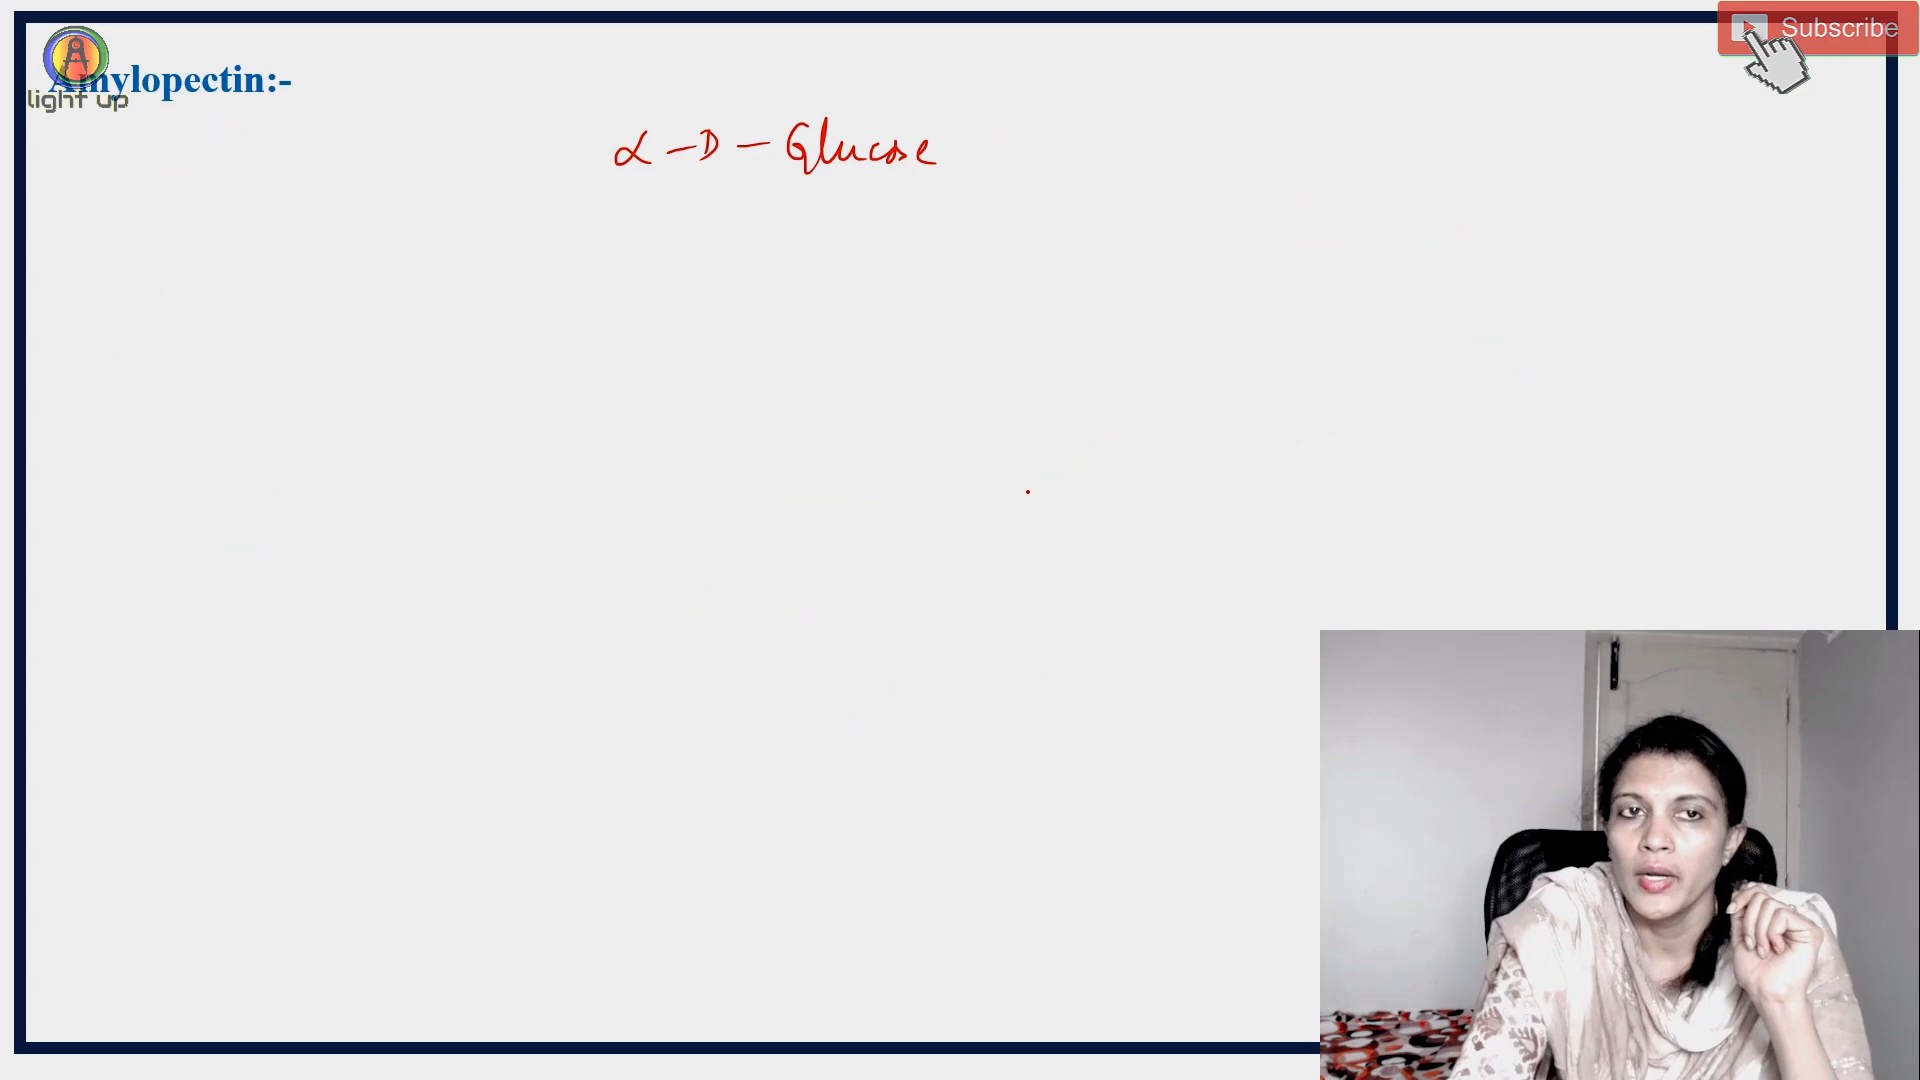 Subscribe
Amylopectin:-
light up
α - D - Glucose